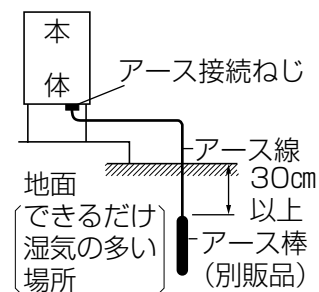 本
体
アース接続ねじ
アース線
30㎝
以上
アース棒
（別販品）
地面
できるだけ
湿気の多い
場所